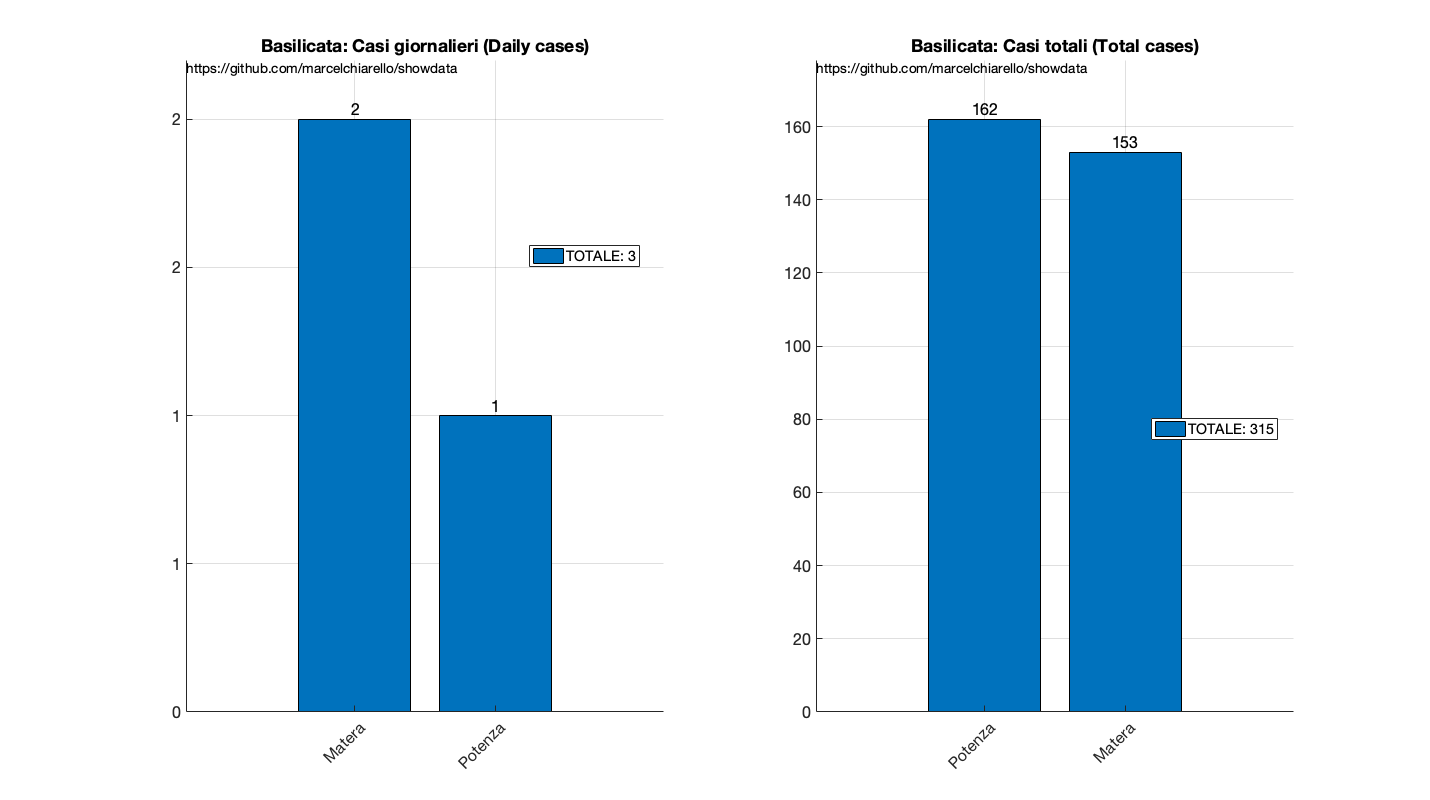 Basilicata: Casi giornalieri (Daily cases)
https://github.com/marcelchiarello/showdata
2
2
2
1
1
1
0
TOTALE: 3
Matera
Potenza
Basilicata: Casi totali (Total cases)
https://github.com/marcelchiarello/showdata
162
153
160
140
120
100
80
60
40
20
0
TOTALE: 315
Potenza
Matera